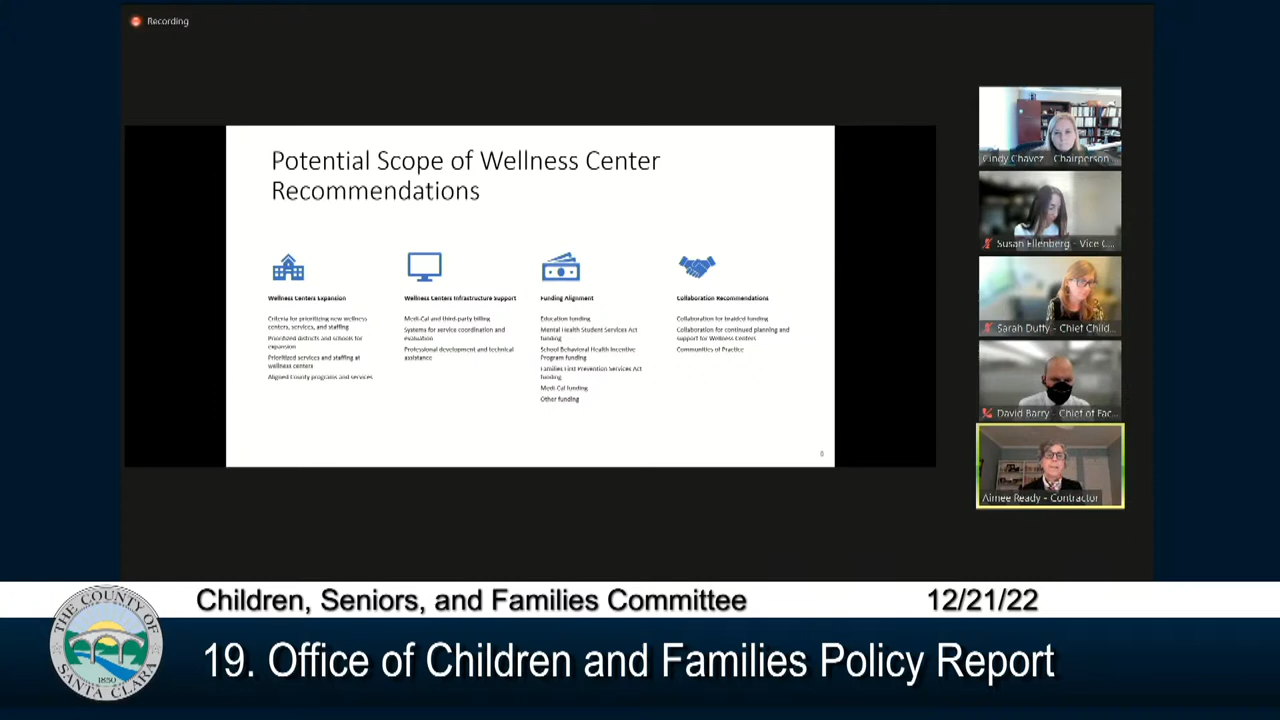 Recording
Potential Scope of Wellness Center
Recommendations
Wellness Centers Expansion
Criteria for prioritizing new wellness
centers, services, and staffing
Prioritized districts and schools for
expansion
Prioritized services and staffing at
wellness centers
Aligned County programs and services
Wellness Centers Infrastructure Support
Medi-Cal and third-party billing
Systems for service coordination and
evaluation
Professional development and technical
assistance
Funding Alignment
Education funding
Mental Health Student Services Act
funding
School Behavioral Health Incentive
Program funding
Families First Prevention Services Act
funding
Medi-Cal funding
Other funding
Collaboration Recommendations
Collaboration for braided funding
Collaboration for continued planning and
support for Wellness Centers
Communities of Practice
Cindy Chavez - Chairperson
Susan Ellenberg - Vice C...
Sarah Duffy - Chief Child...
David Barry - Chief of Fac...
Aimee Ready - Contractor
Children, Seniors, and Families Committee
12/21/22
19. Office of Children and Families Policy Report
THE COUNTY OF
SANTA CLARA
1850